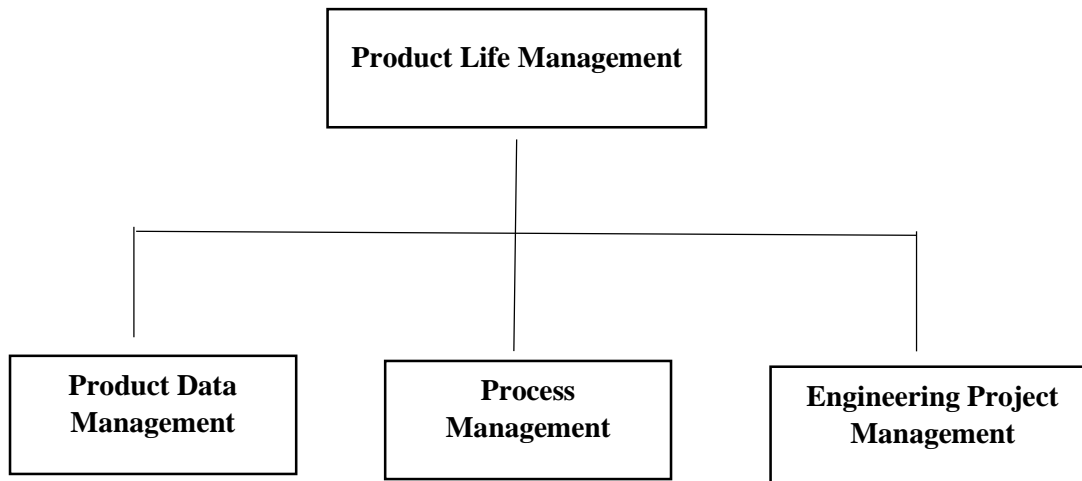 Product Life Management
Product Data
Management
Process
Management
Engineering Project
Management